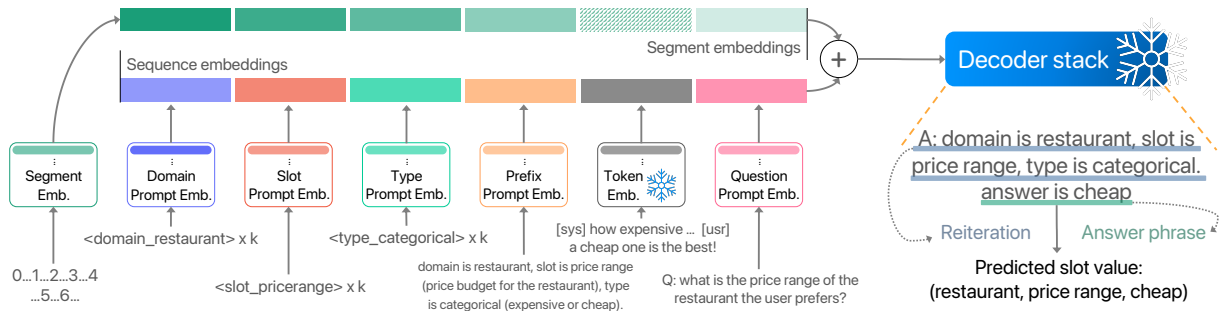 Segment embeddings
Sequence embeddings
+
Decoder stack
Segment
Emb.
Domain
Prompt Emb.
Slot
Prompt Emb.
Type
Prompt Emb.
Prefix
Prompt Emb.
Token
Emb.
Question
Prompt Emb.
0...1...2...3...4
...5...6...
<domain_restaurant> x k
<slot_pricerange> x k
<type_categorical> x k
domain is restaurant, slot is price range
(price budget for the restaurant), type
is categorical (expensive or cheap).
[sys] how expensive ... [usr]
a cheap one is the best!
Q: what is the price range of the
restaurant the user prefers?
A: domain is restaurant, slot is
price range, type is categorical.
answer is cheap
Reiteration
Answer phrase
Predicted slot value:
(restaurant, price range, cheap)